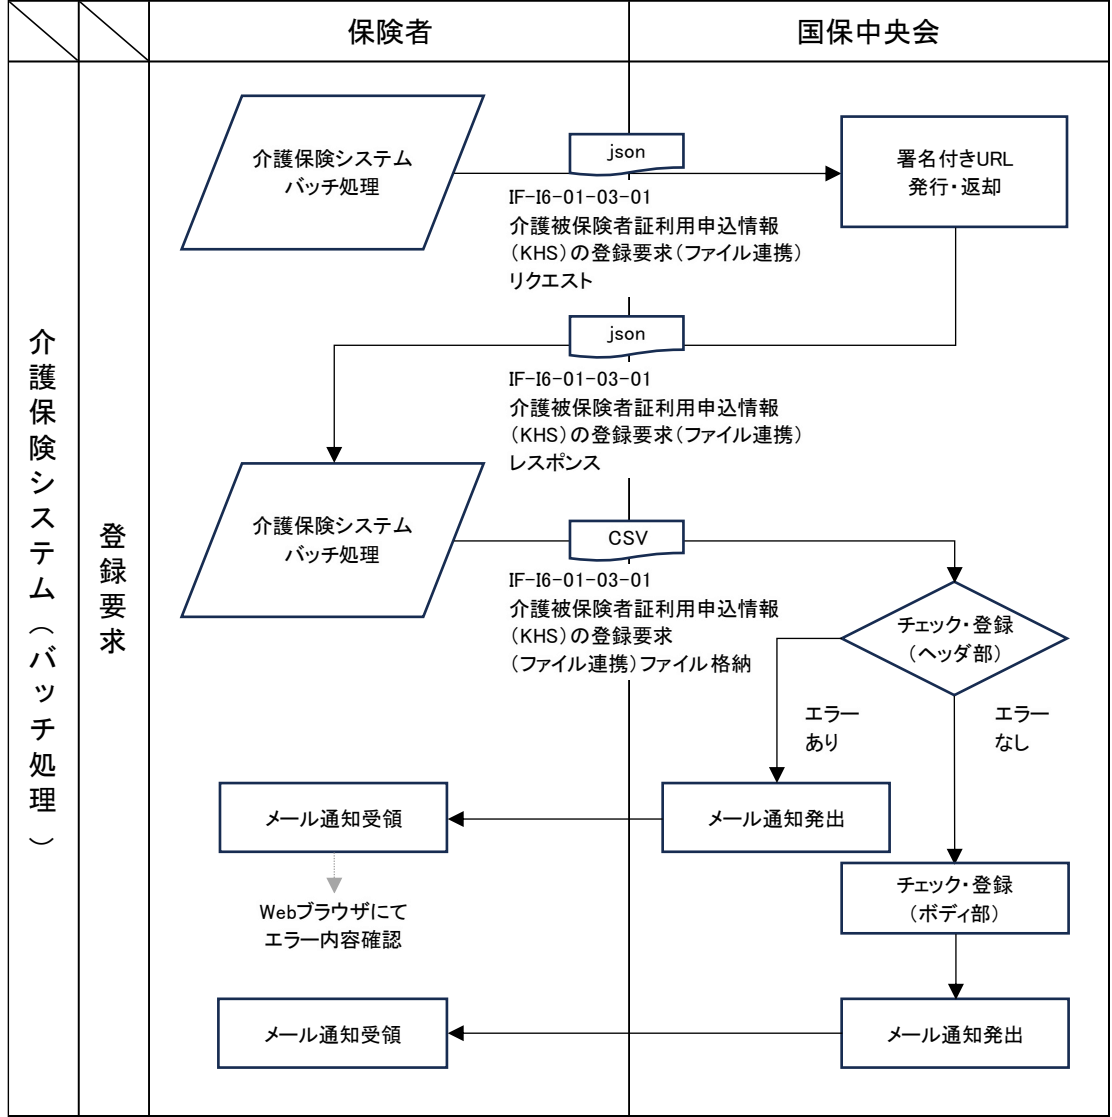 保険者
国保中央会
介護保険システム（バッチ処理）
登録要求
介護保険システム
バッチ処理
json
署名付きURL
発行・返却
IF-I6-01-03-01
介護被保険者証利用申込情報
（KHS）の登録要求（ファイル連携）
リクエスト
json
IF-I6-01-03-01
介護被保険者証利用申込情報
（KHS）の登録要求（ファイル連携）
レスポンス
介護保険システム
バッチ処理
CSV
IF-I6-01-03-01
介護被保険者証利用申込情報
（KHS）の登録要求
（ファイル連携）ファイル格納
チェック・登録
（ヘッダ部）
エラー
あり
エラー
なし
メール通知受領
メール通知発出
チェック・登録
（ボディ部）
Webブラウザにて
エラー内容確認
メール通知受領
メール通知発出